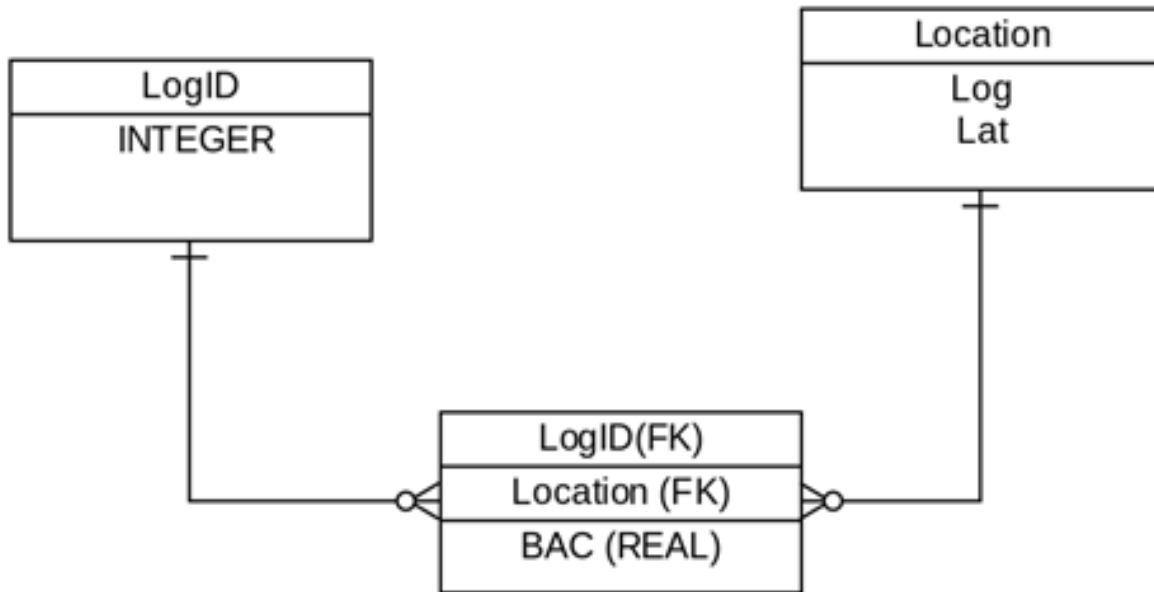 LogID
INTEGER
Location
Log
Lat
LogID(FK)
Location (FK)
BAC (REAL)